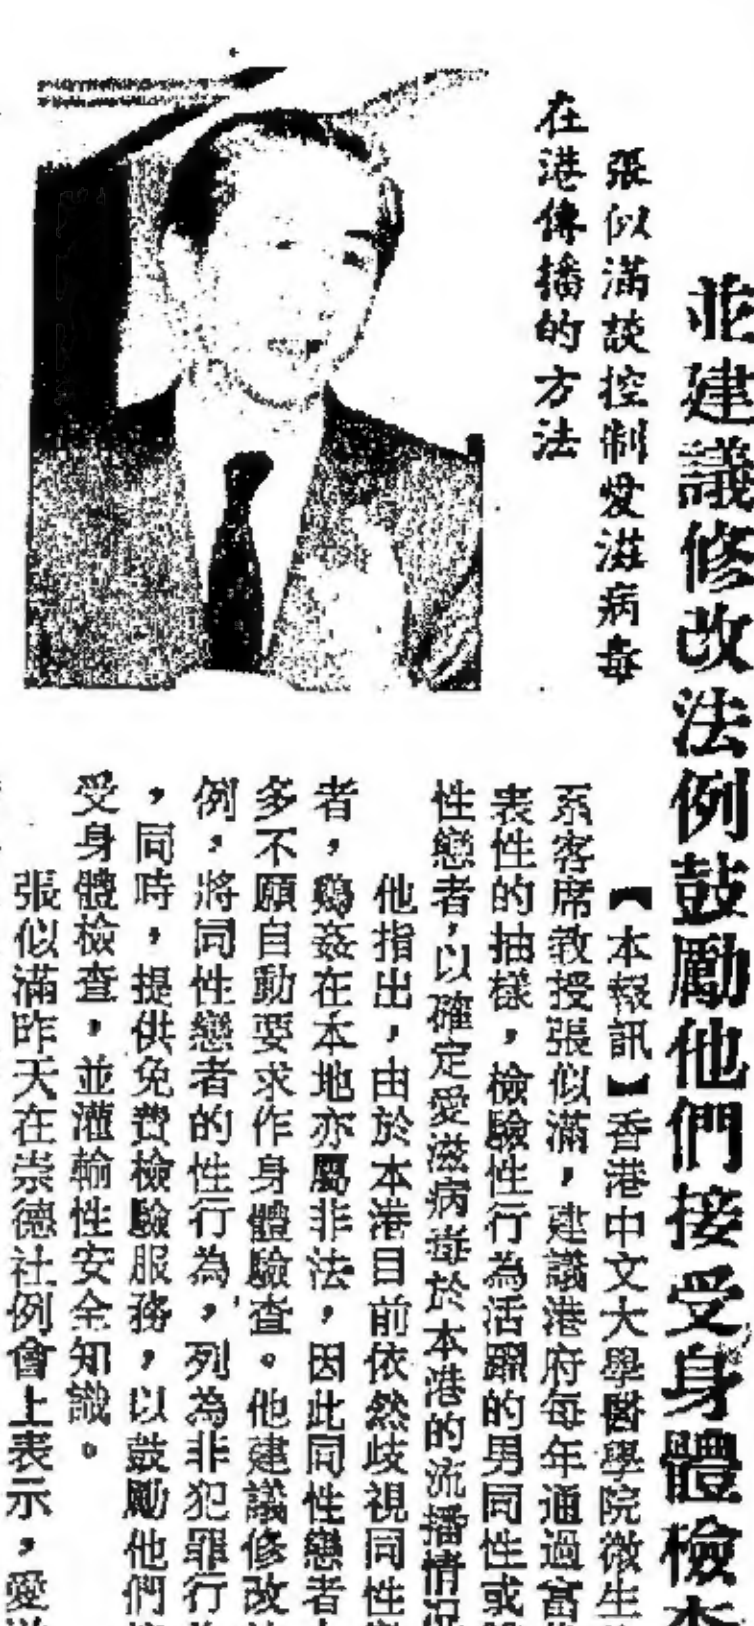 並建議修改法例鼓勵他們接受身體檢
張似滿談控制愛滋病毒
在港傳播的方法
【本報訊】香港中文大學醫學院微生
系客席教授張似滿，建議港府每年通過富
表性的抽樣，檢驗性行為活躍的男同性或
性戀者，以確定愛滋病毒於本港的流播情況
他指出，由於本港目前依然歧視同性
者，鷄姦在本地亦屬非法，因此同性戀者
多不願自動要求作身體驗查。他建議修改
例，將同性戀者的性行為，列為非犯罪行
，同時，提供免費檢驗服務，以鼓勵他們
受身體檢查，並灌輸性安全知識。
張似滿昨天在崇德社例會上表示，愛